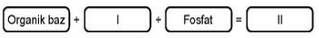 Organik baz + I + Fosfat = II